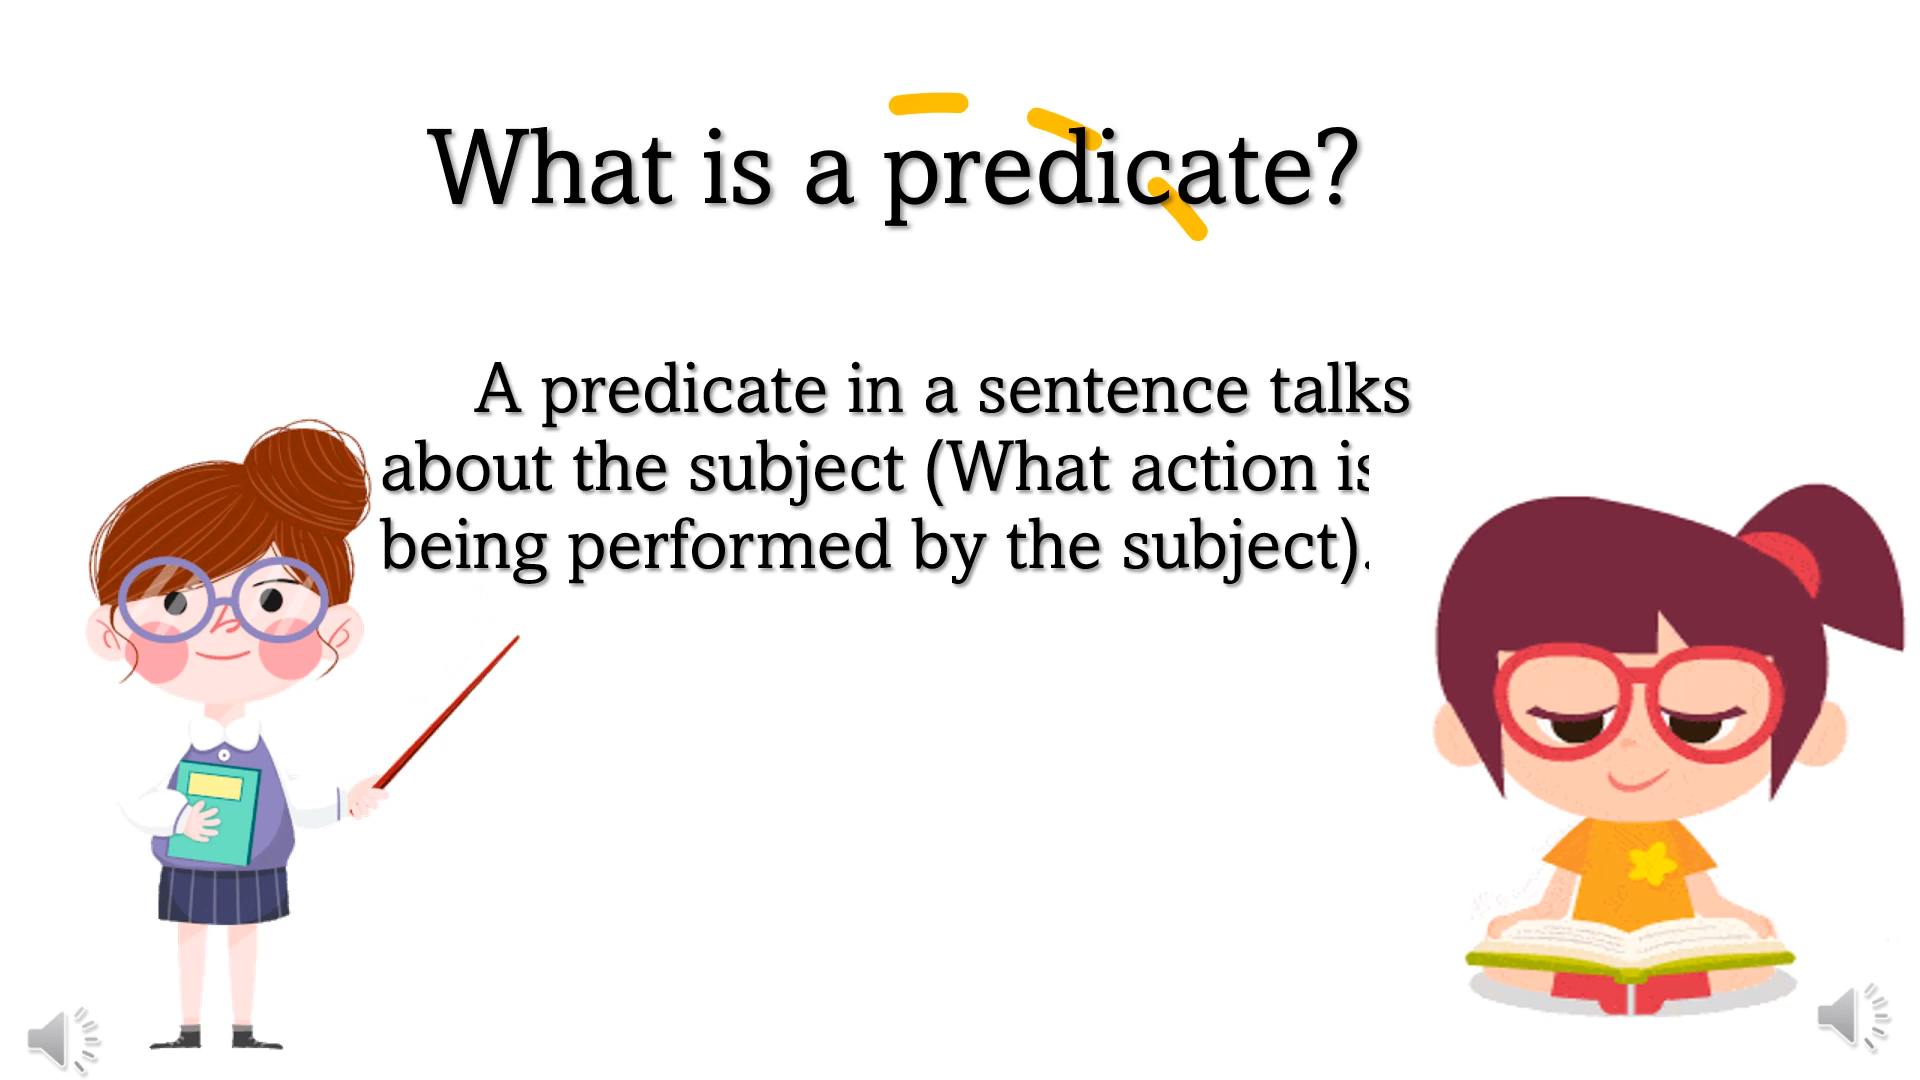 What is a predicate?
A predicate in a sentence talks
about the subject (What action is
being performed by the subject).